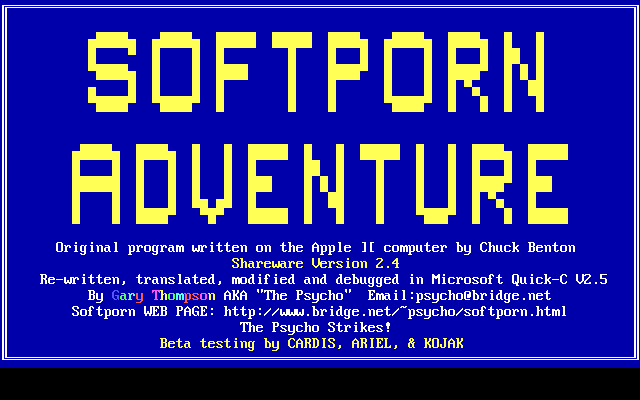 SOFTPORN
ADVENTURE
Original program written on the Apple ][ computer by Chuck Benton
Shareware Version 2.4
Re-written, translated, modified and debugged in Microsoft Quick-C V2.5
By Gary Thompson AKA "The Psycho"  Email:psycho@bridge.net
Softporn WEB PAGE: http://www.bridge.net/~psycho/softporn.html
The Psycho Strikes!
Beta testing by CARDIS, ARIEL, & KOJAK